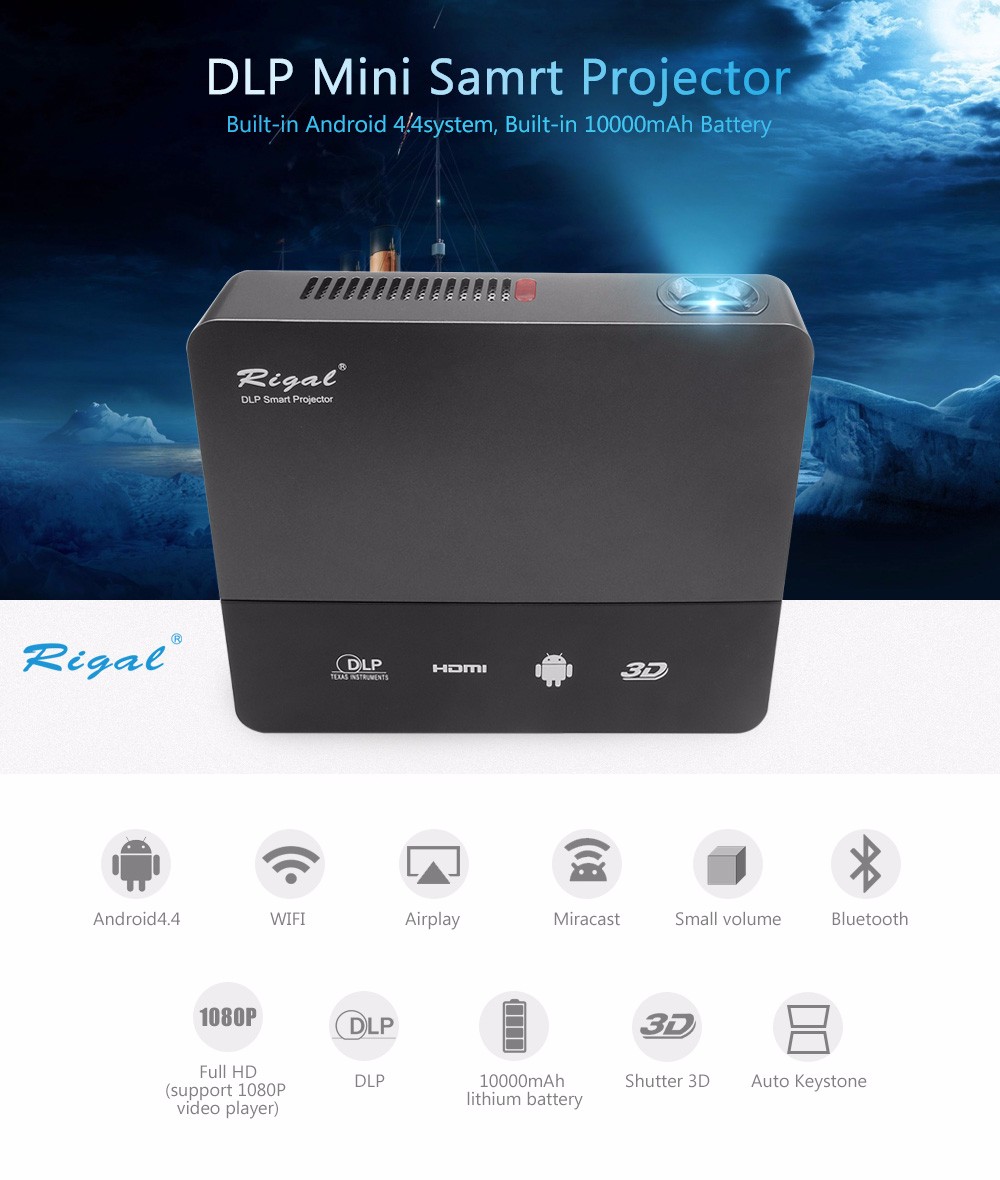 DLP Mini Samrt Projector
Built-in Android 4.4system, Built-in 10000mAh Battery
Rigal®
DLP Smart Projector
Rigal®
DLP
TEXAS INSTRUMENTS
HDMI
3D
Android4.4
WIFI
Airplay
Miracast
Small volume
Bluetooth
1080P
DLP
3D
Full HD
(support 1080P
video player)
DLP
10000mAh
lithium battery
Shutter 3D
Auto Keystone